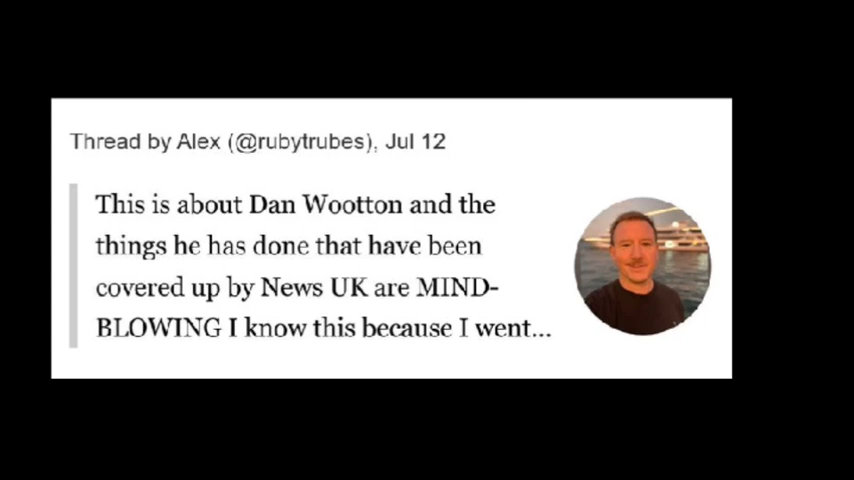 Thread by Alex (@rubytrubes), Jul 12
This is about Dan Wootton and the
things he has done that have been
covered up by News UK are MIND-
BLOWING I know this because I went...